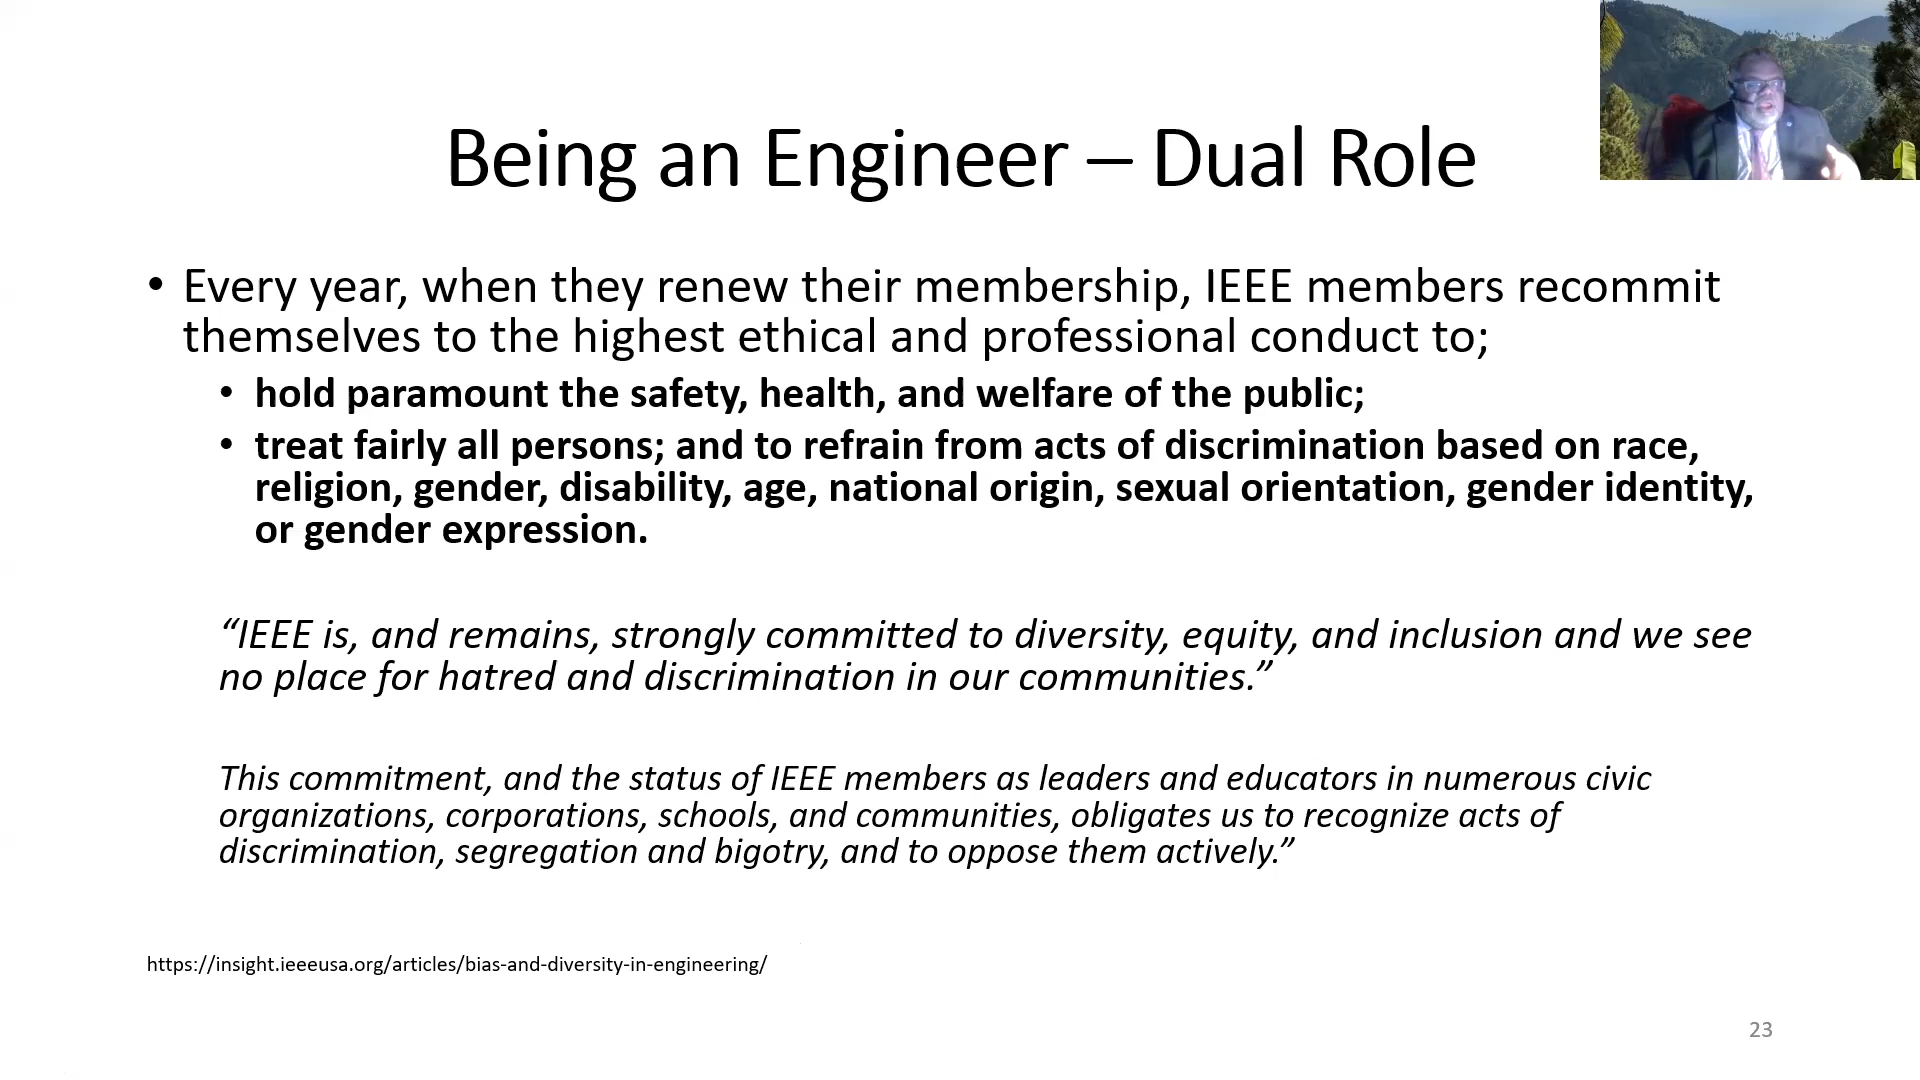 Being an Engineer – Dual Role
• Every year, when they renew their membership, IEEE members recommit
themselves to the highest ethical and professional conduct to;
• hold paramount the safety, health, and welfare of the public;
• treat fairly all persons; and to refrain from acts of discrimination based on race,
religion, gender, disability, age, national origin, sexual orientation, gender identity,
or gender expression.
“IEEE is, and remains, strongly committed to diversity, equity, and inclusion and we see
no place for hatred and discrimination in our communities.”
This commitment, and the status of IEEE members as leaders and educators in numerous civic
organizations, corporations, schools, and communities, obligates us to recognize acts of
discrimination, segregation and bigotry, and to oppose them actively.”
https://insight.ieeeusa.org/articles/bias-and-diversity-in-engineering/
23